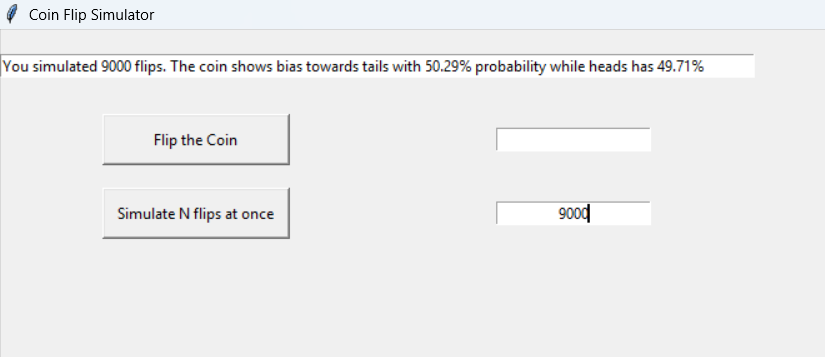 Coin Flip Simulator
You simulated 9000 flips. The coin shows bias towards tails with 50.29% probability while heads has 49.71%
Flip the Coin
Simulate N flips at once
9000